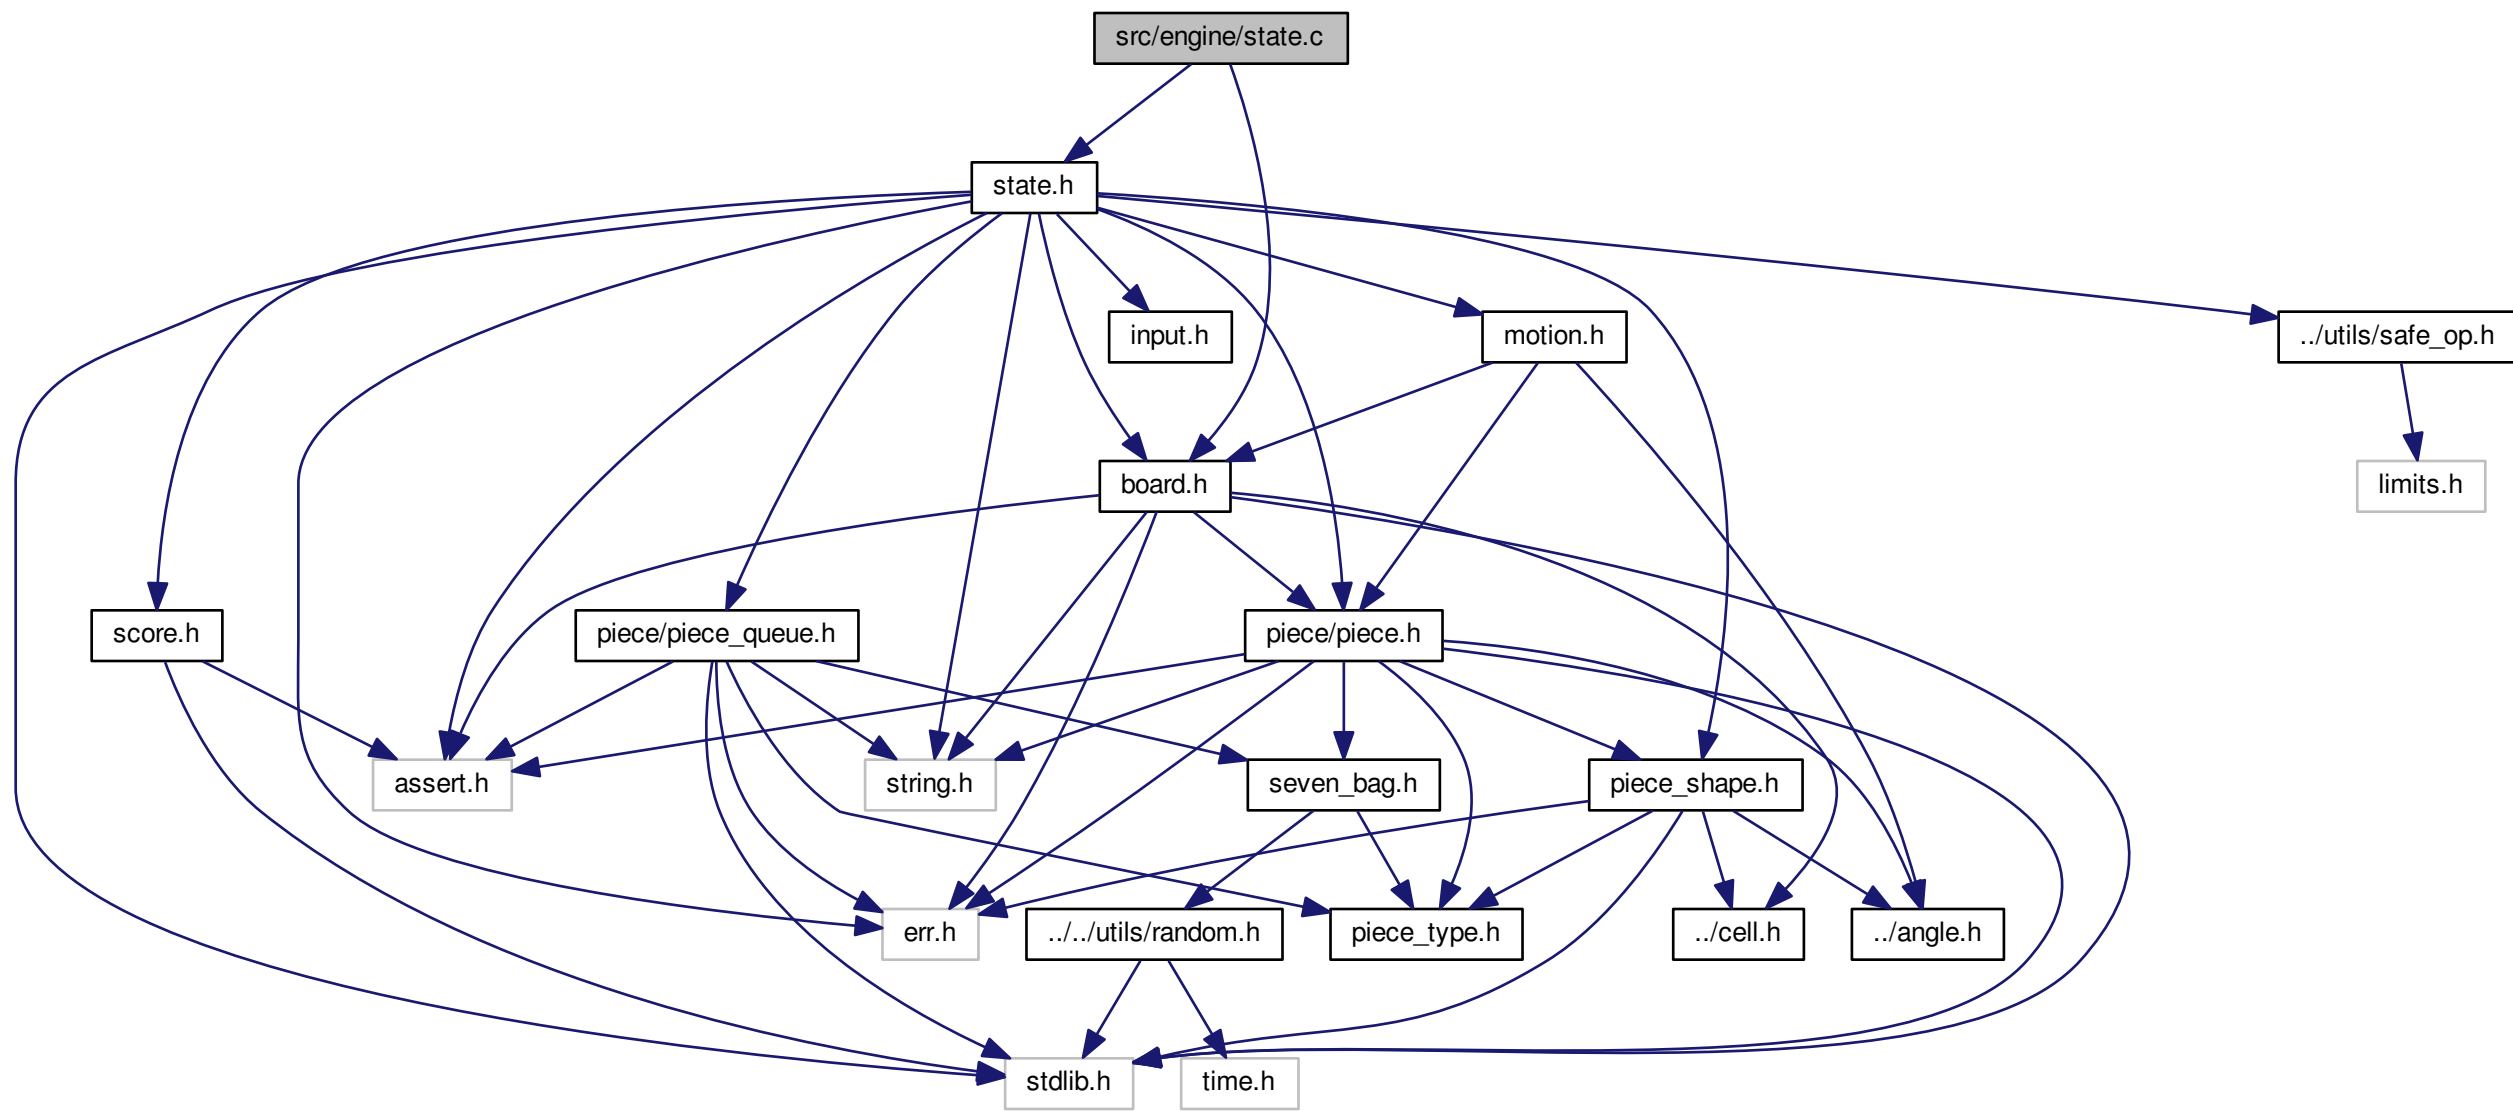 src/engine/state.c
state.h
input.h
motion.h
../utils/safe_op.h
board.h
limits.h
score.h
piece/piece_queue.h
piece/piece.h
assert.h
string.h
seven_bag.h
piece_shape.h
err.h
../../utils/random.h
piece_type.h
../cell.h
../angle.h
stdlib.h
time.h